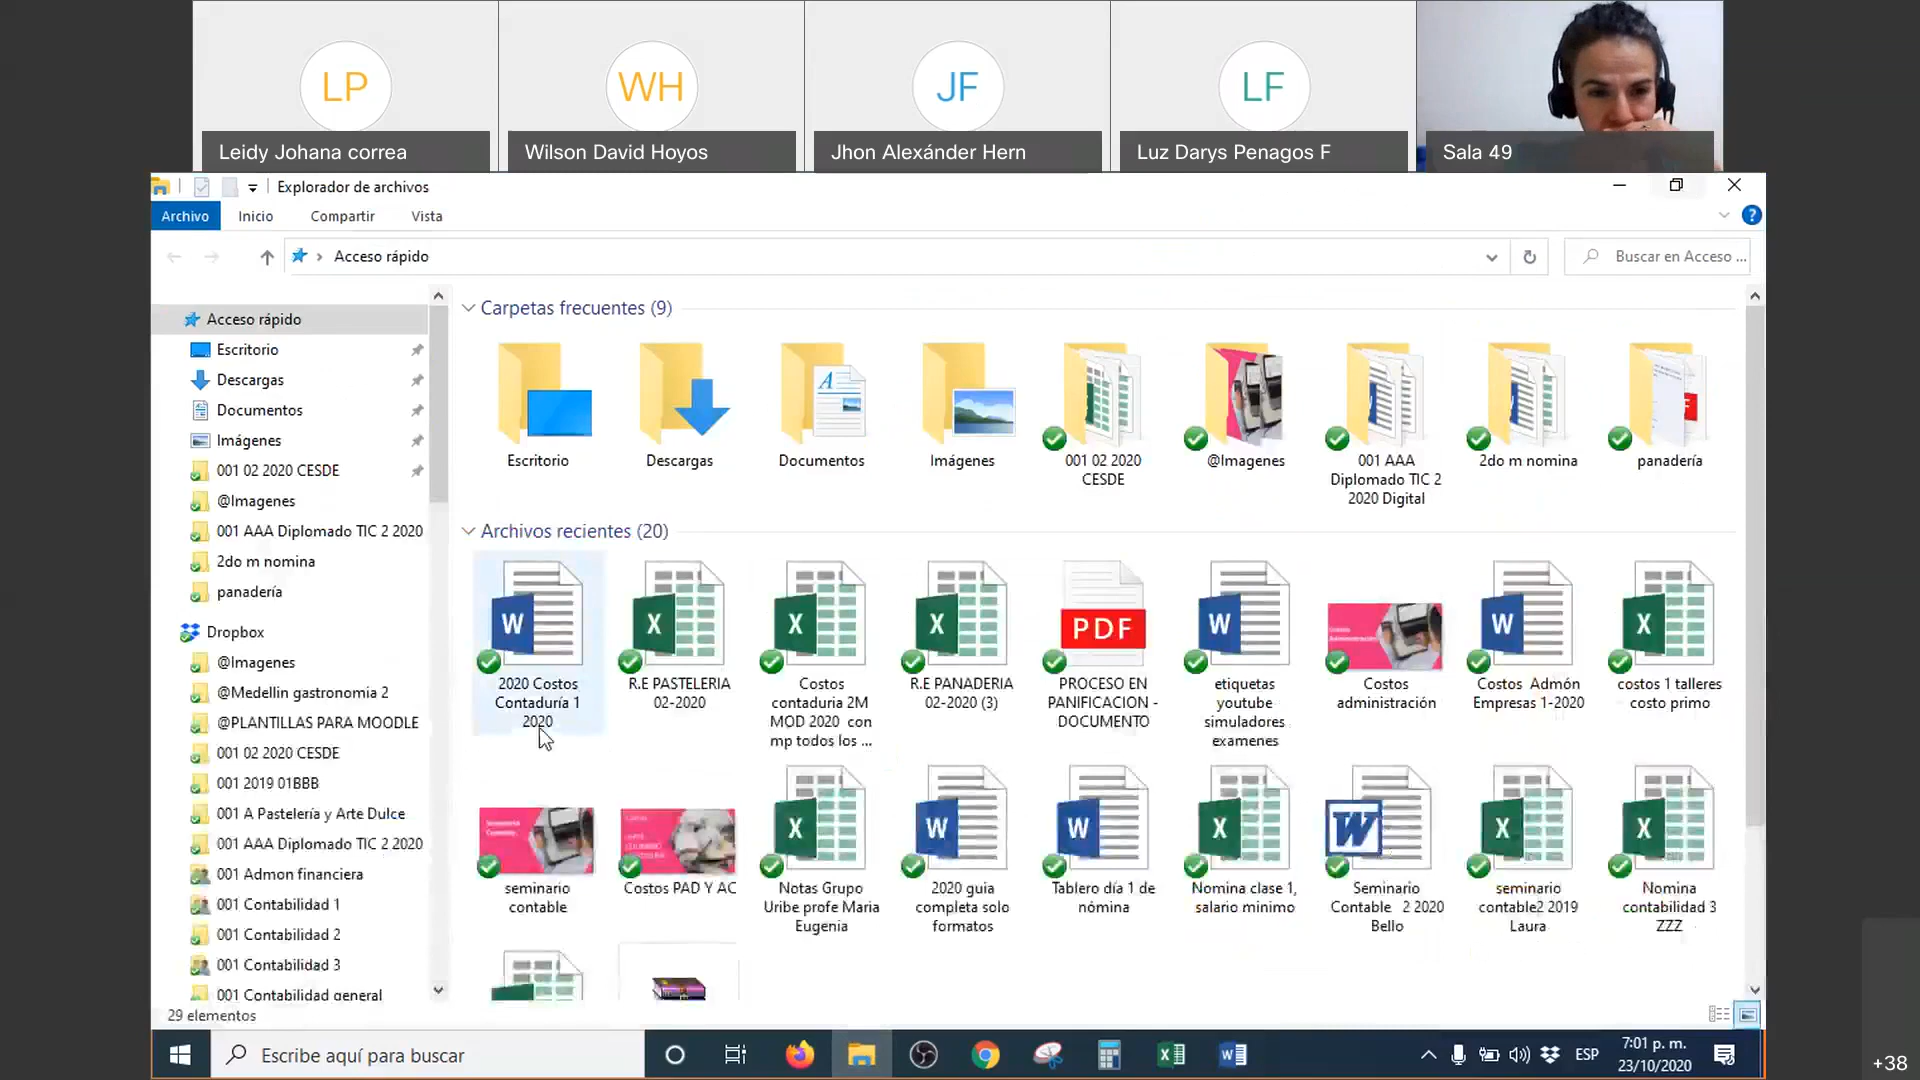 LP
WH
JF
LF
Leidy Johana correa
Wilson David Hoyos
Jhon Alexánder Hern
Luz Darys Penagos F
Sala 49
Explorador de archivos
Archivo
Inicio
Compartir
Vista
Acceso rápido
Buscar en Acceso ...
Acceso rápido
Escritorio
Descargas
Documentos
Imágenes
001 02 2020 CESDE
@Imagenes
001 AAA Diplomado TIC 2 2020
2do m nomina
panadería
Dropbox
@Imagenes
@Medellin gastronomia 2
@PLANTILLAS PARA MOODLE
001 02 2020 CESDE
001 2019 01BBB
001 A Pastelería y Arte Dulce
001 AAA Diplomado TIC 2 2020
001 Admon financiera
001 Contabilidad 1
001 Contabilidad 2
001 Contabilidad 3
001 Contabilidad general
Carpetas frecuentes (9)
Escritorio
Descargas
Documentos
Imágenes
001 02 2020
CESDE
@Imagenes
001 AAA
Diplomado TIC 2
2020 Digital
2do m nomina
panadería
Archivos recientes (20)
2020 Costos
Contaduría 1
2020
R.E PASTELERIA
02-2020
Costos
contaduria 2M
MOD 2020 con
mp todos los ...
R.E PANADERIA
02-2020 (3)
PDF
PROCESO EN
PANIFICACION -
DOCUMENTO
etiquetas
youtube
simuladores
examenes
Costos
administración
Costos Admón
Empresas 1-2020
costos 1 talleres
costo primo
seminario
contable
Costos PAD Y AC
Notas Grupo
Uribe profe Maria
Eugenia
2020 guia
completa solo
formatos
Tablero día 1 de
nómina
Nomina clase 1,
salario minimo
Seminario
Contable 2 2020
Bello
seminario
contable2 2019
Laura
Nomina
contabilidad 3
ZZZ
29 elementos
Escribe aquí para buscar
ESP
7:01 p. m.
23/10/2020
+38